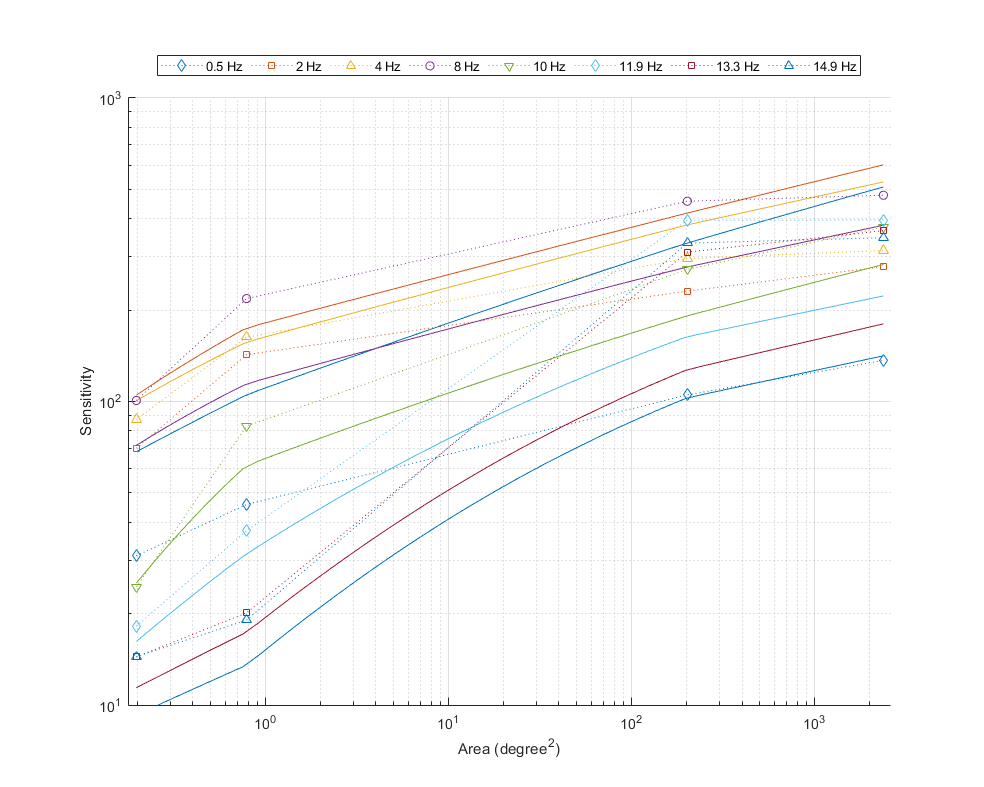 0.5 Hz 2 Hz 4 Hz 8 Hz 10 Hz 11.9 Hz 13.3 Hz 14.9 Hz
10³
10²
10¹
Sensitivity
10⁰ 10¹ 10² 10³
Area (degree²)